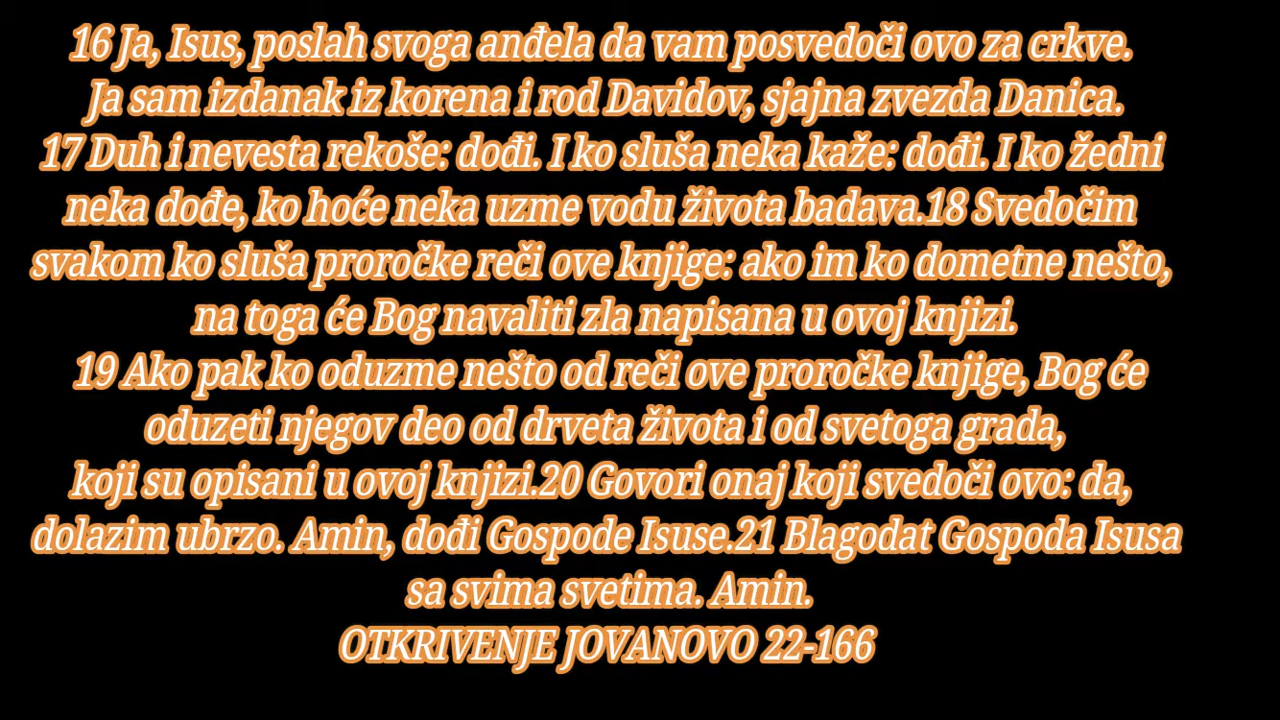 16 Ja, Isus, poslah svoga anđela da vam posvedoči ovo za crkve.
Ja sam izdanak iz korena i rod Davidov, sjajna zvezda Danica.
17 Duh i nevesta rekoše: dođi. I ko sluša neka kaže: dođi. I ko žedni
neka dođe, ko hoće neka uzme vodu života badava.18 Svedočim
svakom ko sluša proročke reči ove knjige: ako im ko dometne nešto,
na toga će Bog navaliti zla napisana u ovoj knjizi.
19 Ako pak ko oduzme nešto od reči ove proročke knjige, Bog će
oduzeti njegov deo od drveta života i od svetoga grada,
koji su opisani u ovoj knjizi.20 Govori onaj koji svedoči ovo: da,
dolazim ubrzo. Amin, dođi Gospode Isuse.21 Blagodat Gospoda Isusa
sa svima svetima. Amin.
OTKRIVENJE JOVANOVO 22-166